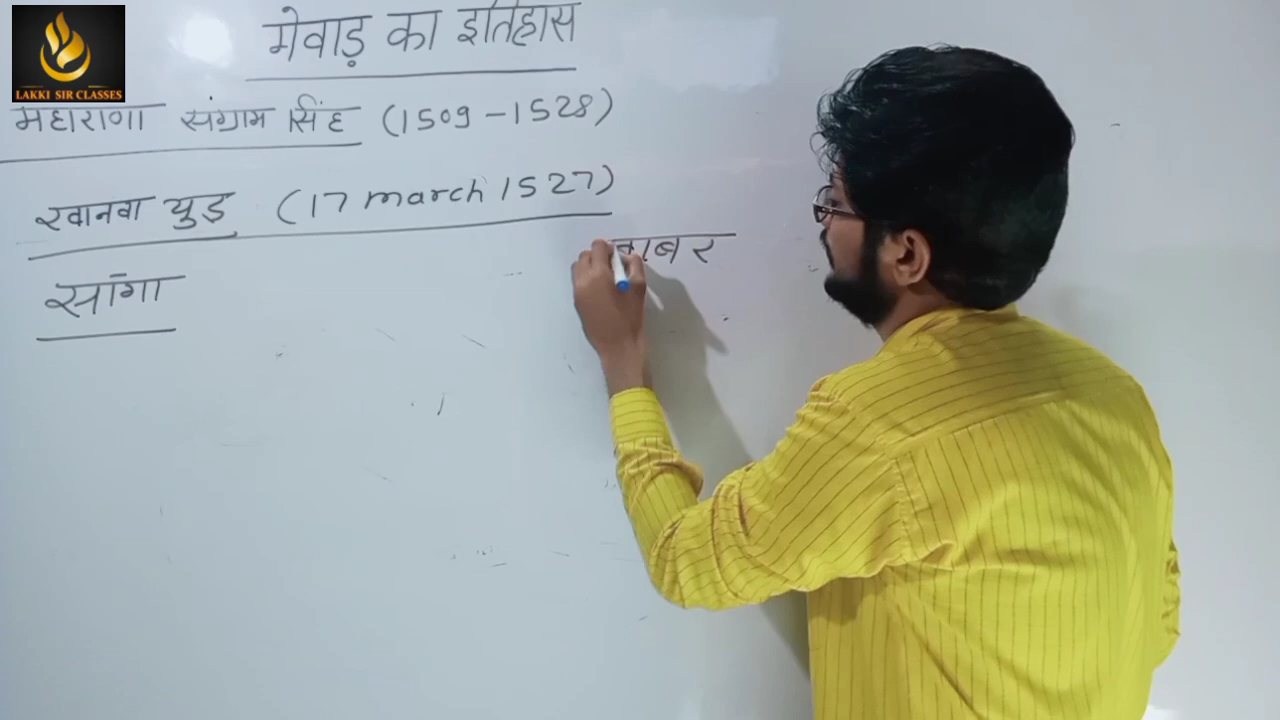 मेवाड़ का इतिहास
LAKKI SIR CLASSES
महाराणा संग्राम सिंह (1509-1528)
खानवा युद्ध (17 march 1527)
बाबर
सांगा